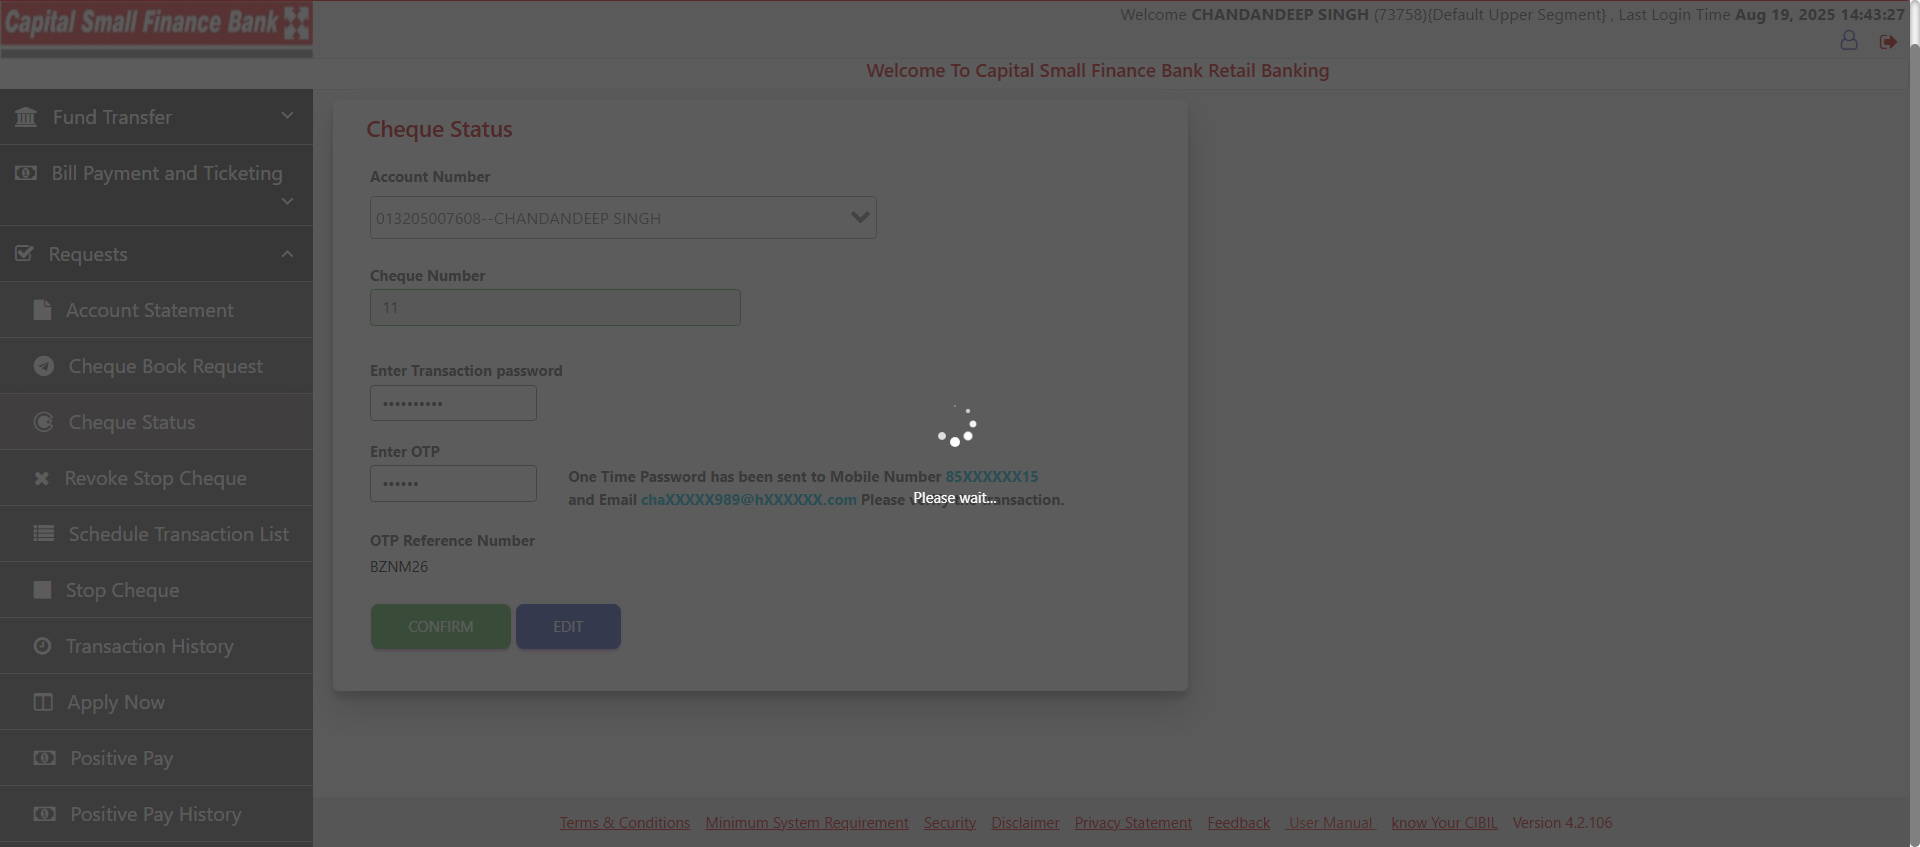 Capital Small Finance Bank
Welcome CHANDANDEEP SINGH (73758){Default Upper Segment} , Last Login Time Aug 19, 2025 14:43:27
Welcome To Capital Small Finance Bank Retail Banking
Fund Transfer
Bill Payment and Ticketing
Requests
Account Statement
Cheque Book Request
Cheque Status
Revoke Stop Cheque
Schedule Transaction List
Stop Cheque
Transaction History
Apply Now
Positive Pay
Positive Pay History
Cheque Status
Account Number
013205007608--CHANDANDEEP SINGH
Cheque Number
11
Enter Transaction password
••••••••••
Enter OTP
••••••
One Time Password has been sent to Mobile Number 85XXXXXX15
and Email chaXXXXX989@hXXXXXX.com Please transaction.
Please wait...
OTP Reference Number
BZNM26
CONFIRM EDIT
Terms & Conditions Minimum System Requirement Security Disclaimer Privacy Statement Feedback User Manual know Your CIBIL Version 4.2.106